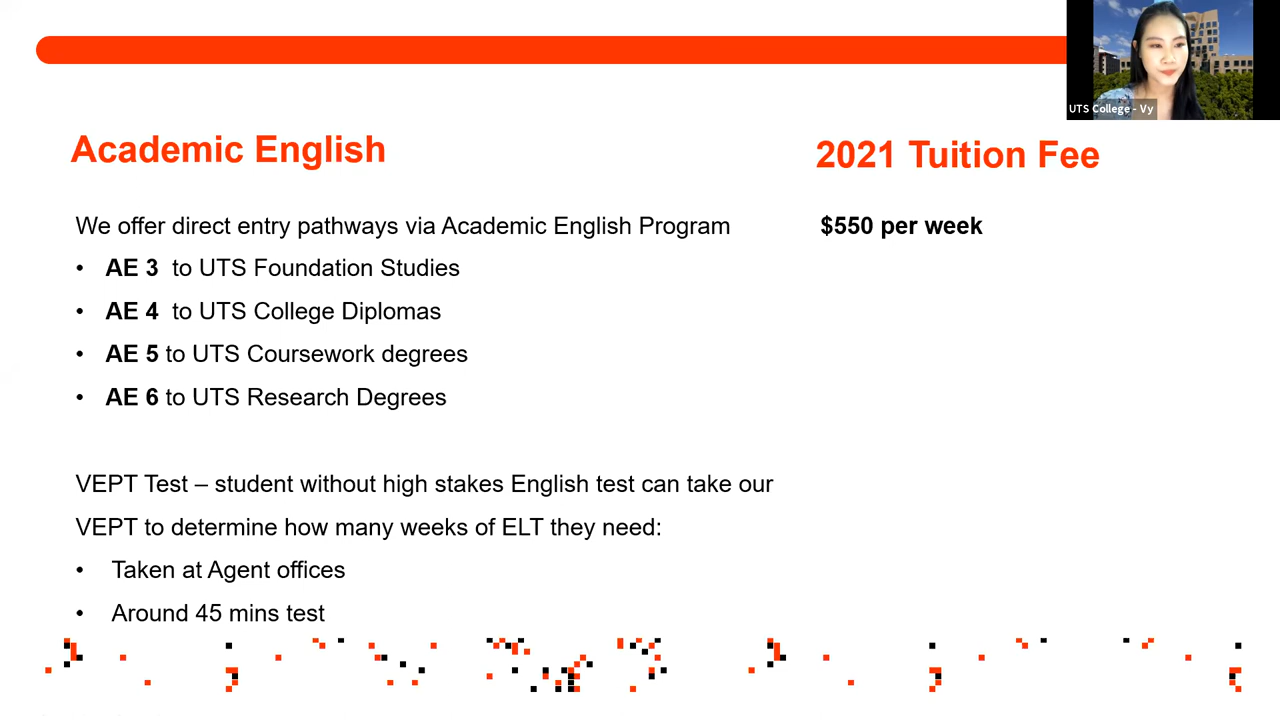 UTS College - Vy
Academic English
2021 Tuition Fee
We offer direct entry pathways via Academic English Program
$550 per week
• AE 3 to UTS Foundation Studies
• AE 4 to UTS College Diplomas
• AE 5 to UTS Coursework degrees
• AE 6 to UTS Research Degrees
VEPT Test – student without high stakes English test can take our
VEPT to determine how many weeks of ELT they need:
• Taken at Agent offices
• Around 45 mins test